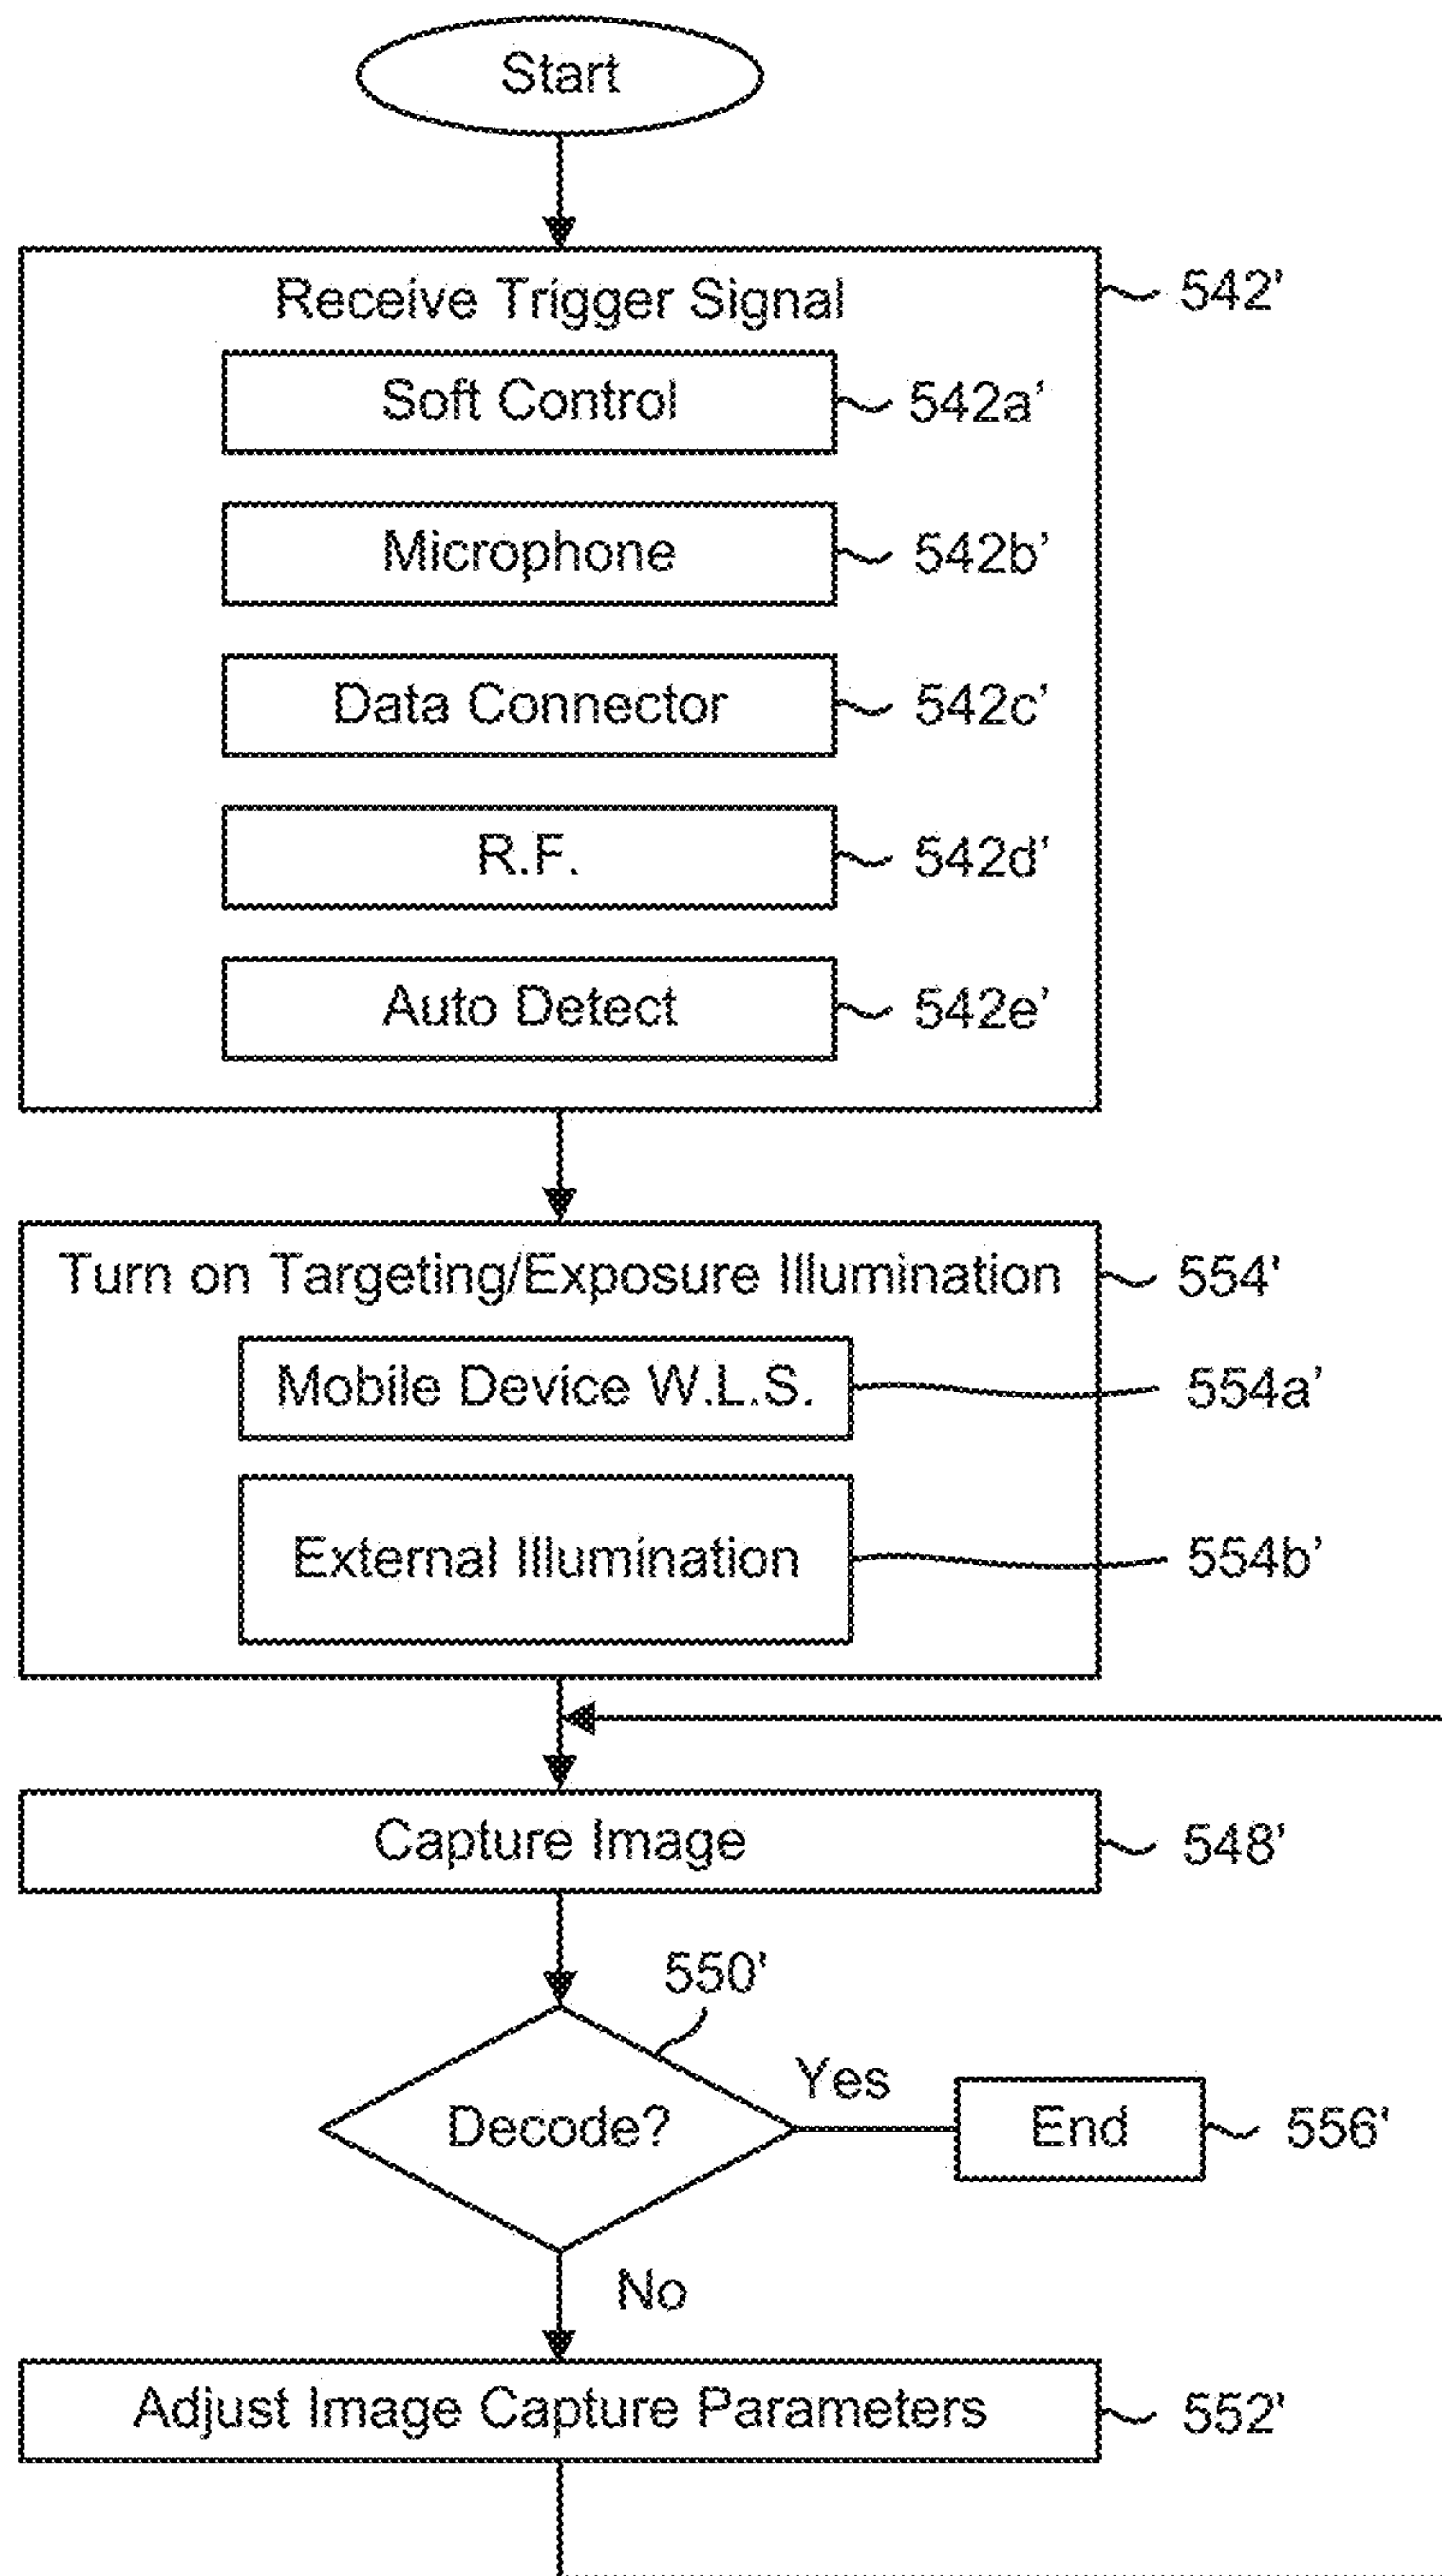 Start
Receive Trigger Signal
542'
Soft Control
542a'
Microphone
542b'
Data Connector
542c'
R.F.
542d'
Auto Detect
542e'
Turn on Targeting/Exposure Illumination
554'
Mobile Device W.L.S.
554a'
External Illumination
554b'
Capture Image
548'
550'
Decode?
Yes
End
556'
No
Adjust Image Capture Parameters
552'